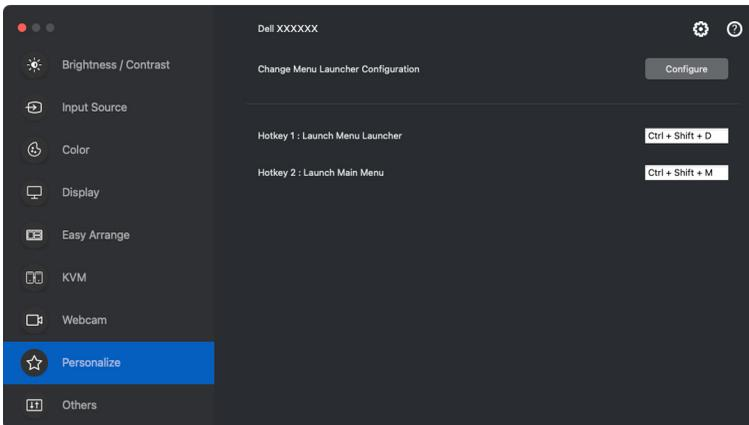 Dell XXXXXX
Brightness / Contrast
Input Source
Color
Display
Easy Arrange
KVM
Webcam
Personalize
Others
Change Menu Launcher Configuration
Configure
Hotkey 1 : Launch Menu Launcher
Ctrl + Shift + D
Hotkey 2 : Launch Main Menu
Ctrl + Shift + M